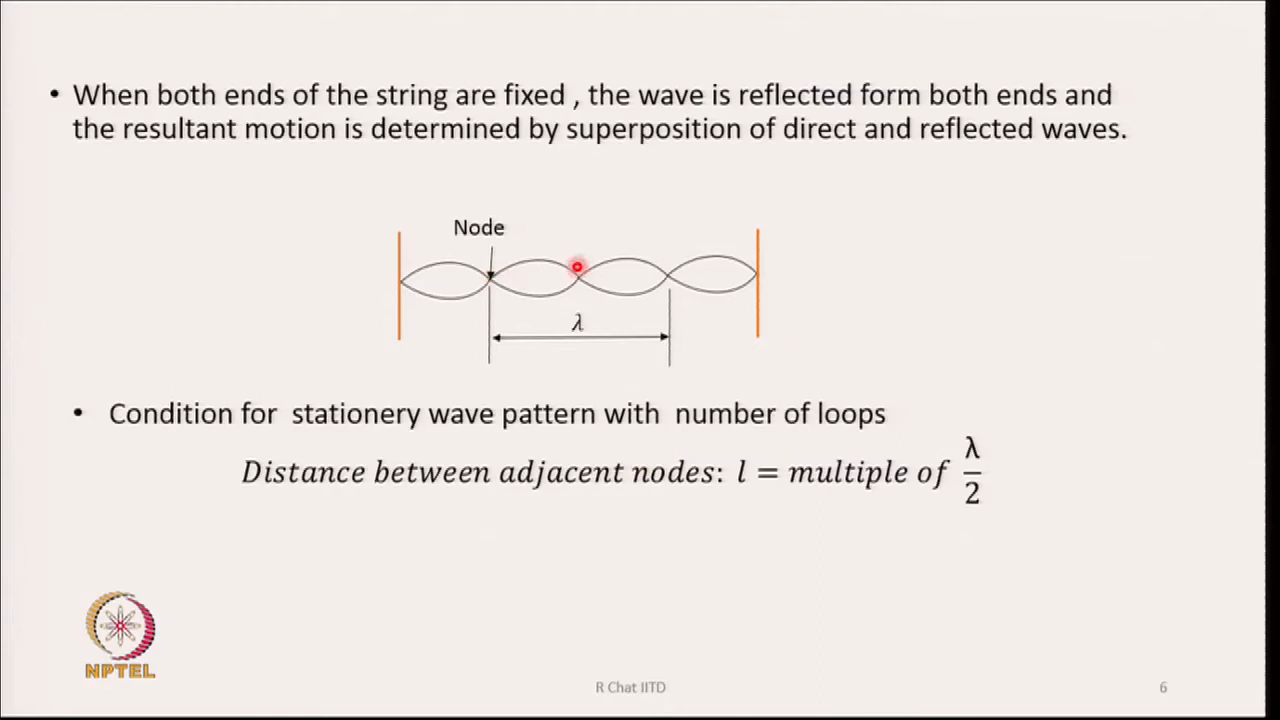 • When both ends of the string are fixed , the wave is reflected form both ends and
the resultant motion is determined by superposition of direct and reflected waves.
Node
λ
• Condition for stationery wave pattern with number of loops
Distance between adjacent nodes: l = multiple of λ/2
NPTEL
R Chat IITD
6